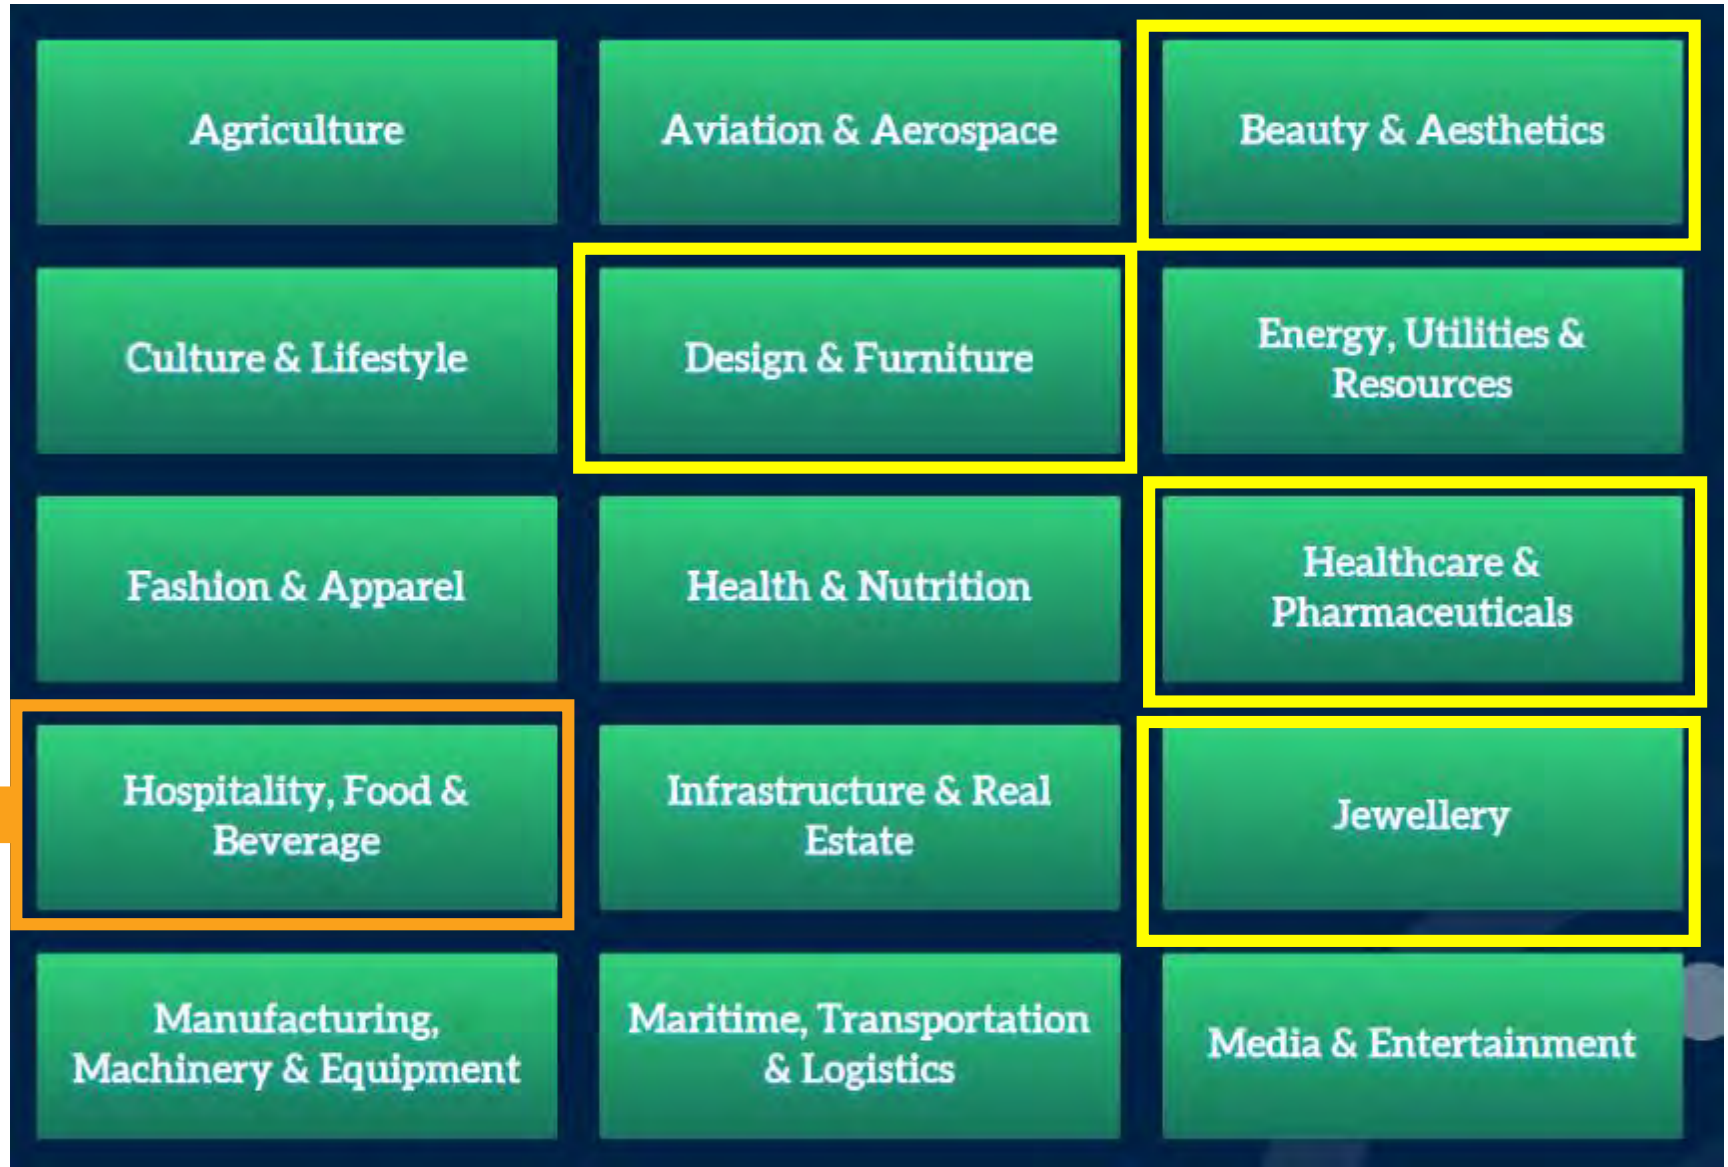 Agriculture
Aviation & Aerospace
Beauty & Aesthetics
Culture & Lifestyle
Design & Furniture
Energy, Utilities &
Resources
Fashion & Apparel
Health & Nutrition
Healthcare &
Pharmaceuticals
Hospitality, Food &
Beverage
Infrastructure & Real
Estate
Jewellery
Manufacturing,
Machinery & Equipment
Maritime, Transportation
& Logistics
Media & Entertainment